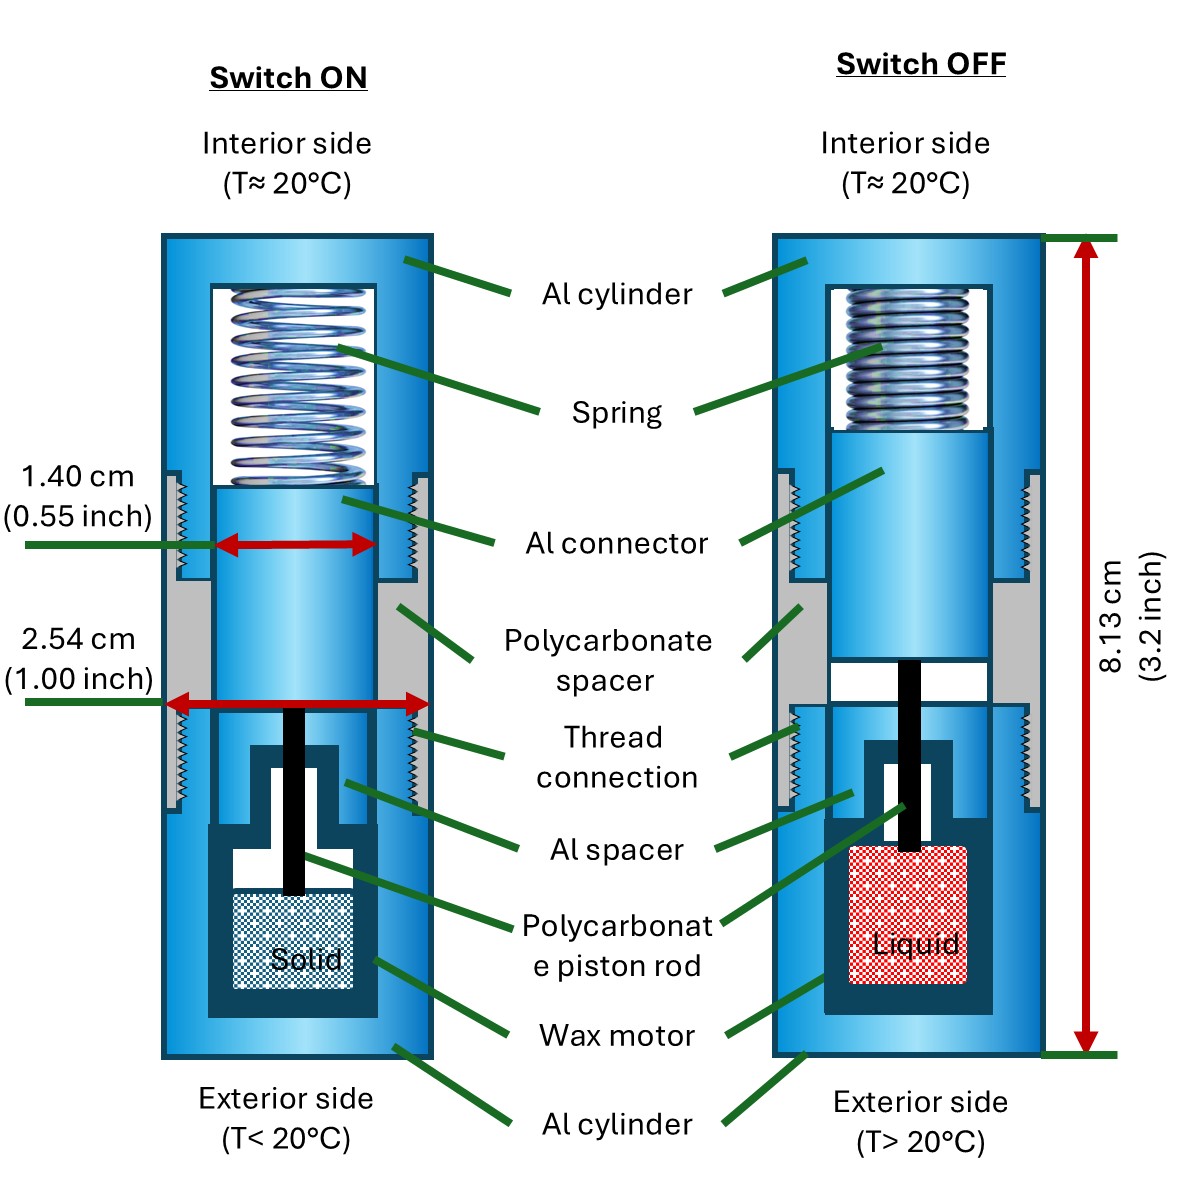 Switch ON
Switch OFF
Interior side
(T≈ 20°C)
Interior side
(T≈ 20°C)
Al cylinder
Spring
1.40 cm
(0.55 inch)
Al connector
2.54 cm
(1.00 inch)
Polycarbonate
spacer
8.13 cm
(3.2 inch)
Thread
connection
Al spacer
Polycarbonat
e piston rod
Solid
Liquid
Wax motor
Al cylinder
Exterior side
(T< 20°C)
Exterior side
(T> 20°C)